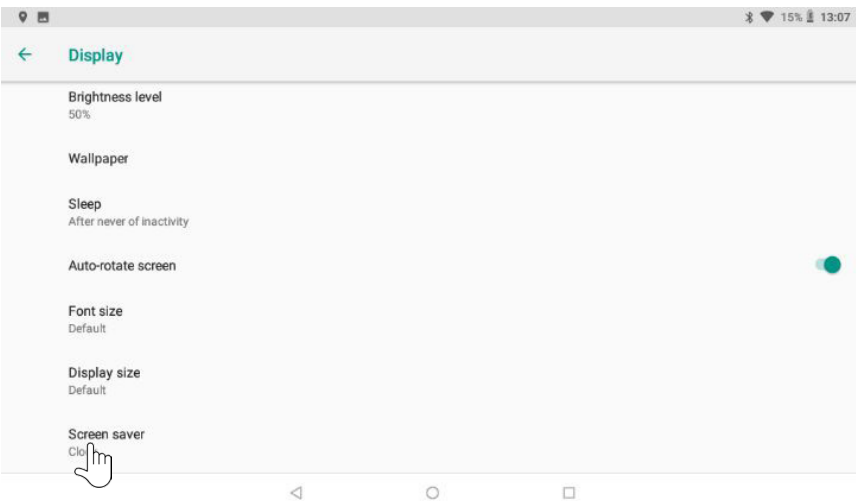 15% 13:07
Display
Brightness level
50%
Wallpaper
Sleep
After never of inactivity
Auto-rotate screen
Font size
Default
Display size
Default
Screen saver